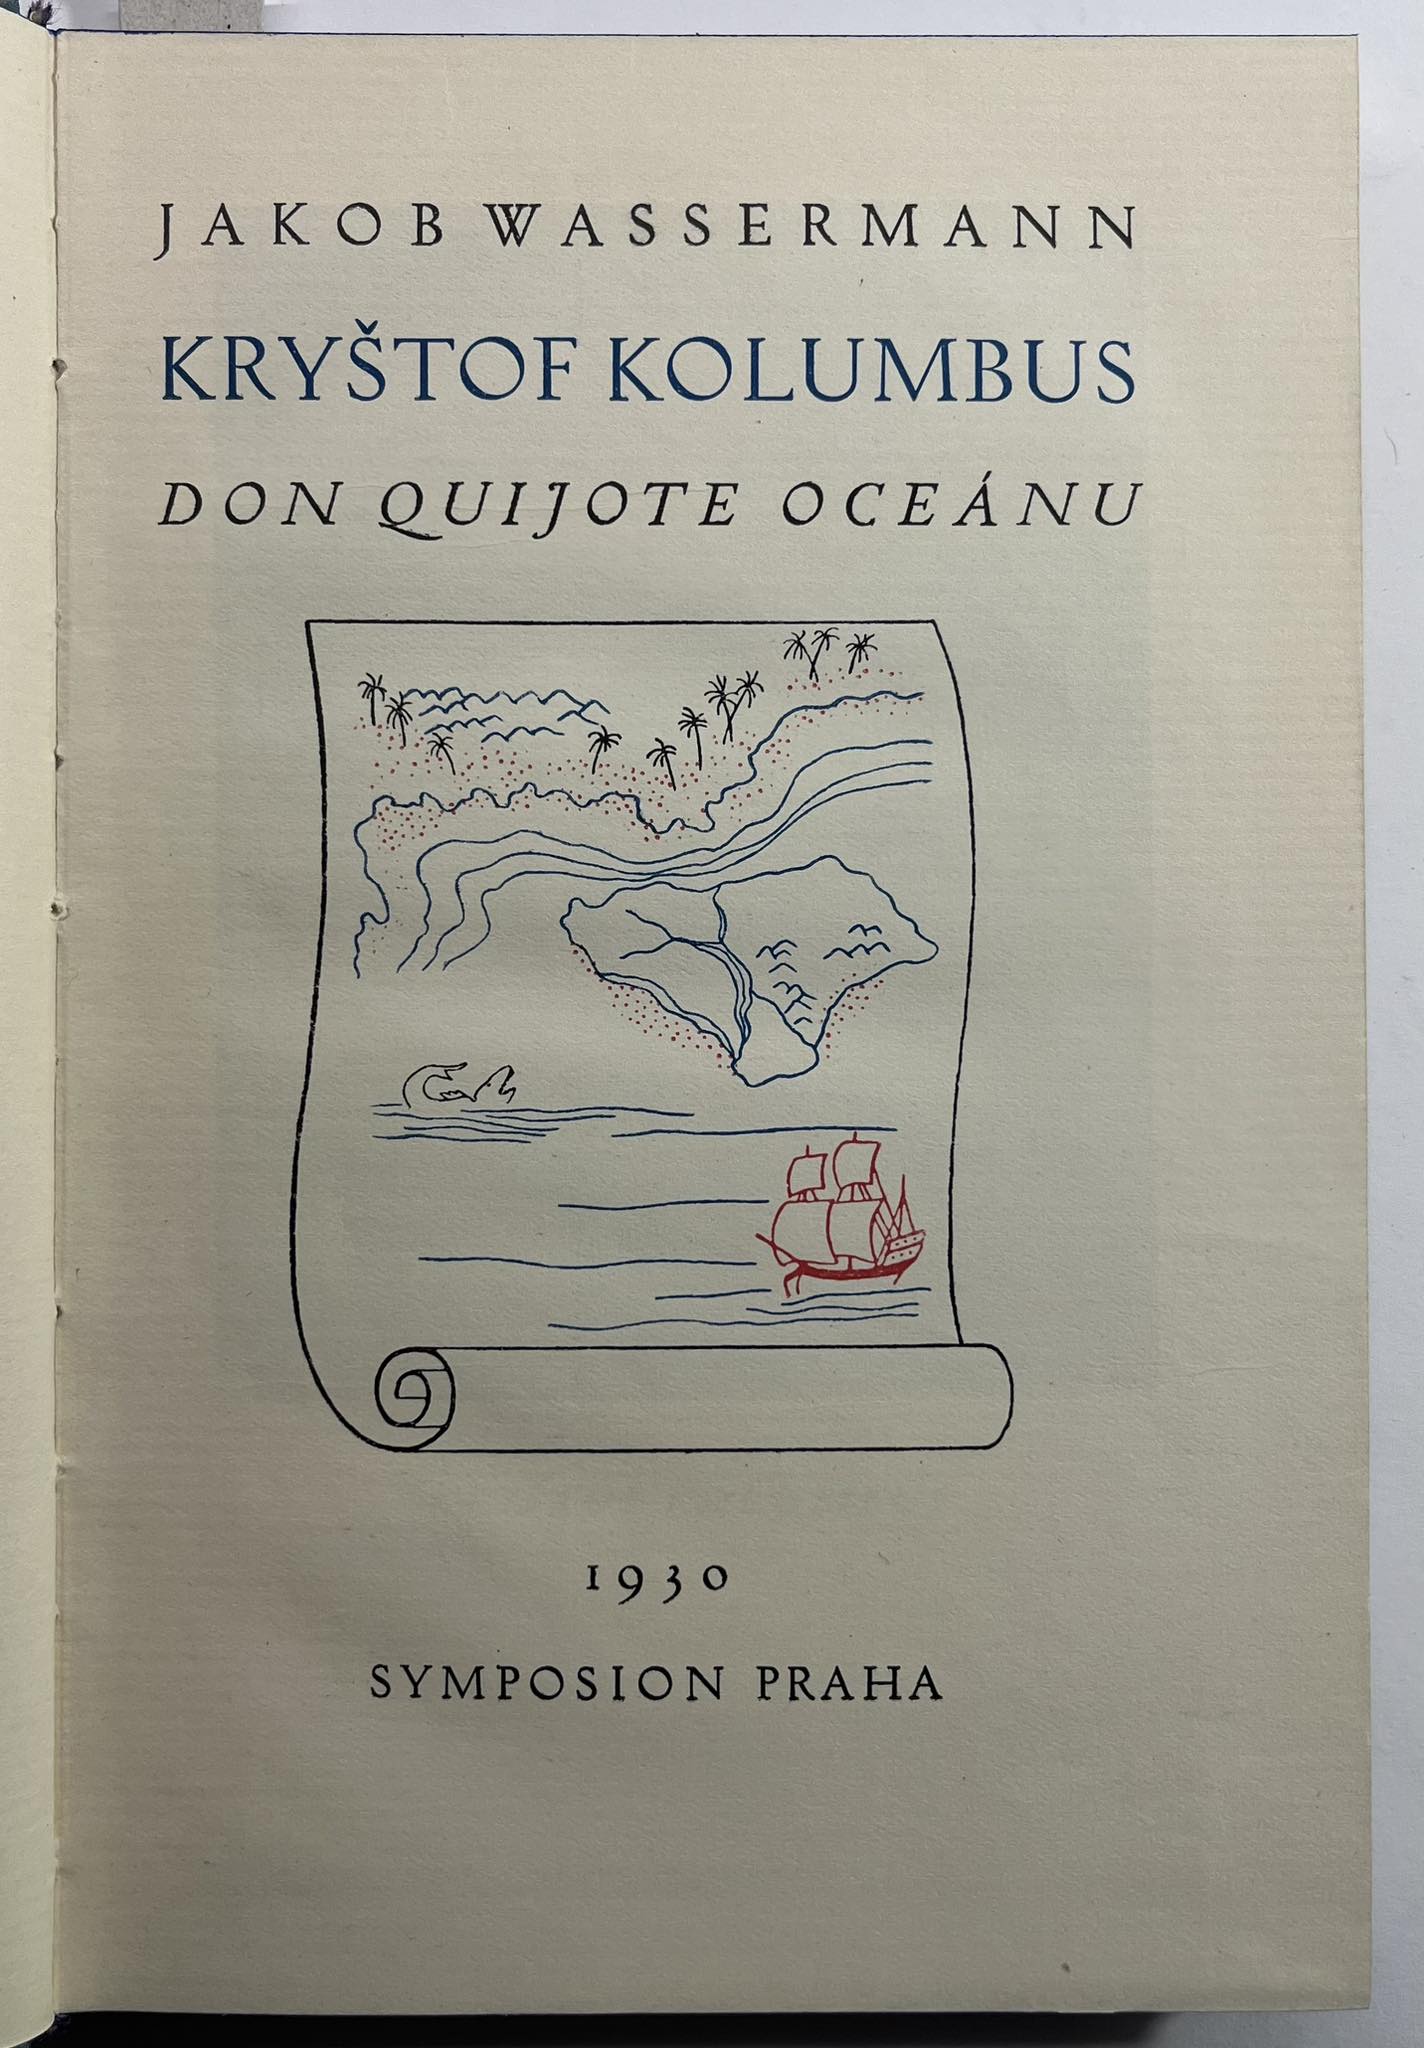 JAKOB WASSERMANN
KRYŠTOF KOLUMBUS
DON QUIJOTE OCEÁNU
1930
SYMPOSION PRAHA